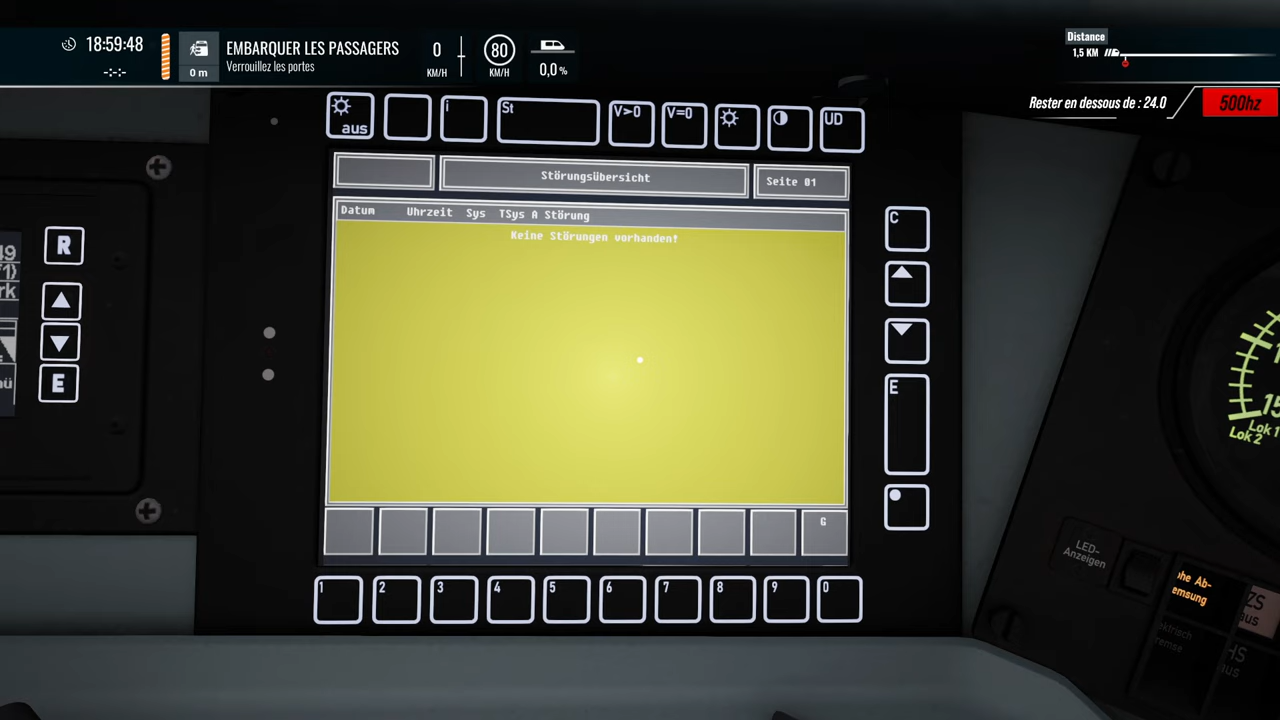 18:59:48
-:-:-
0 m
EMBARQUER LES PASSAGERS
Verrouillez les portes
0
KM/H
80
KM/H
0,0 %
Distance
1,5 KM
Rester en dessous de : 24.0
500hz
aus
i
St
V>0
V=0
UD
Störungsübersicht
Seite 01
Datum Uhrzeit Sys TSys A Störung
Keine Störungen vorhanden!
G
R
E
C
E
1 2 3 4 5 6 7 8 9 0
LED-
Anzeigen
15
Lok 1
Lok 2